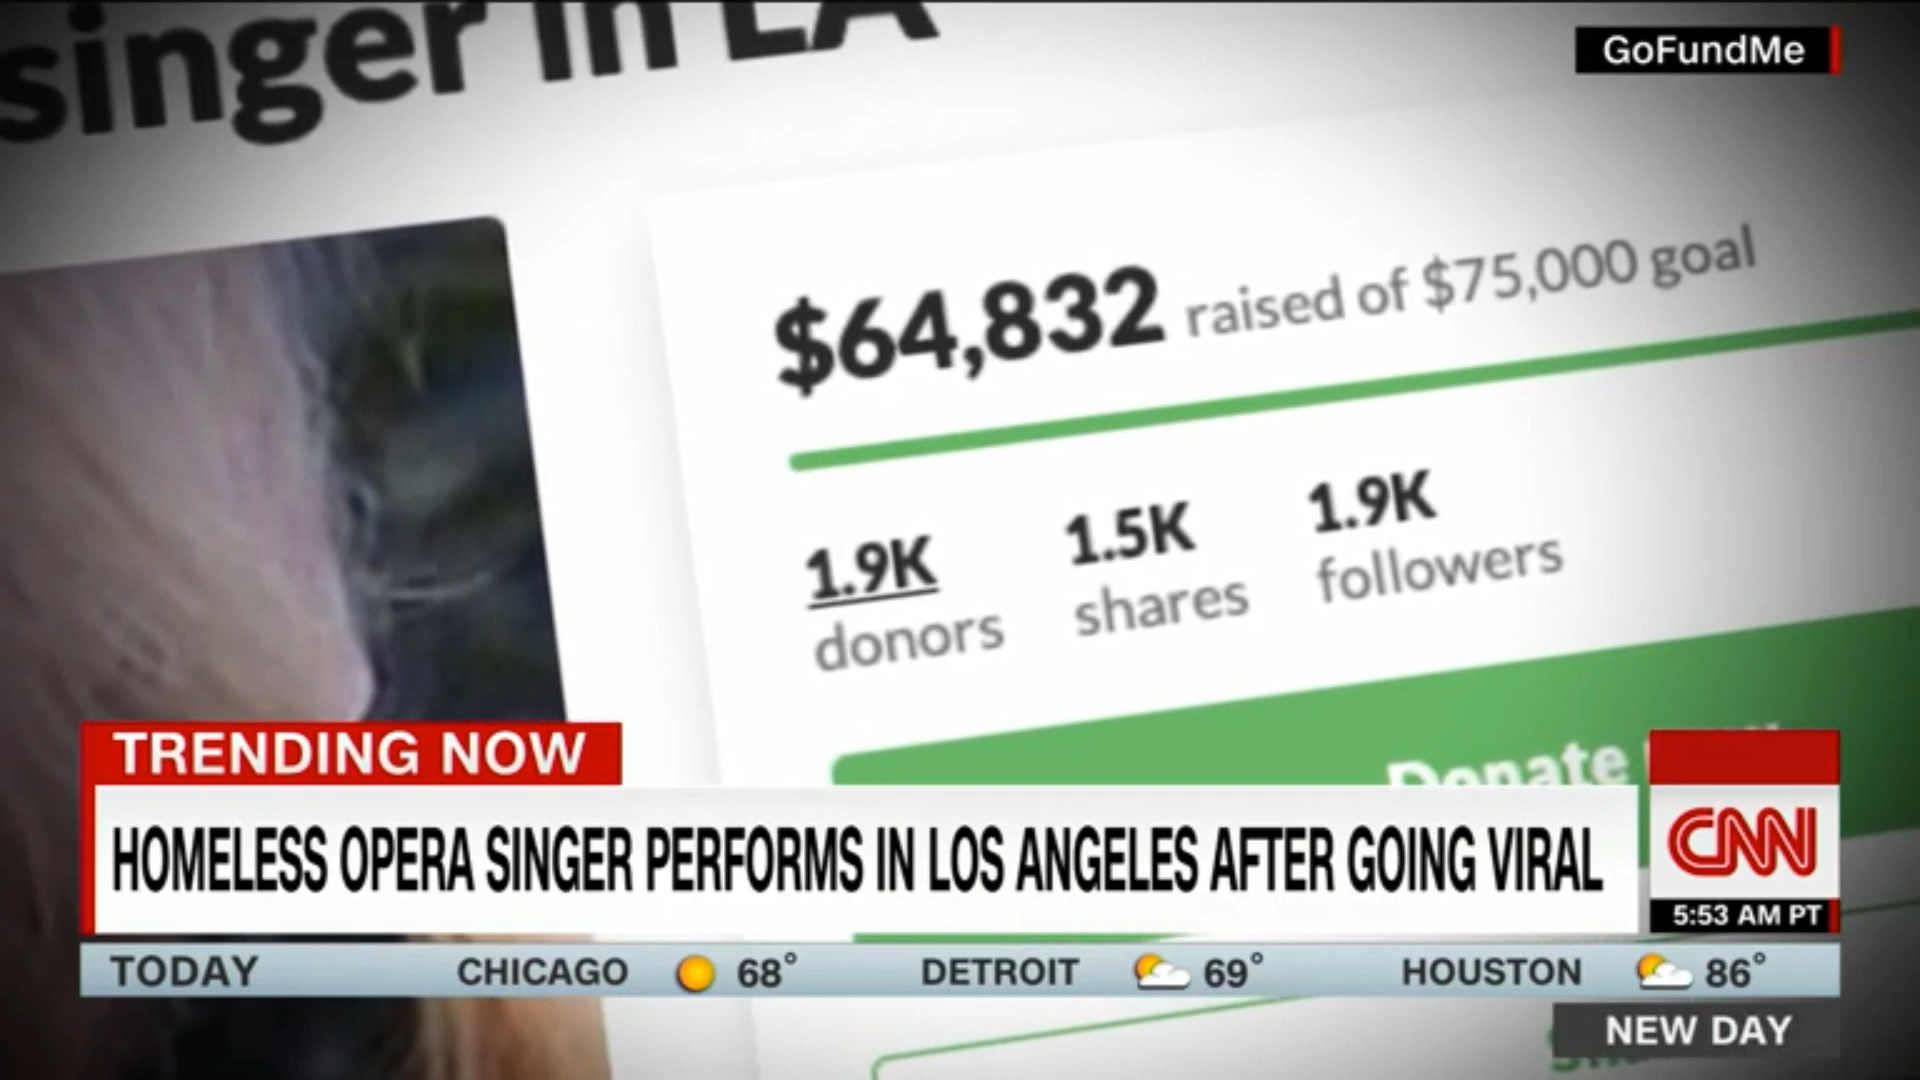 singer in LA
GoFundMe
$64,832 raised of $75,000 goal
1.9K
donors
1.5K
shares
1.9K
followers
Donate
TRENDING NOW
HOMELESS OPERA SINGER PERFORMS IN LOS ANGELES AFTER GOING VIRAL
CNN
5:53 AM PT
TODAY CHICAGO 68° DETROIT 69° HOUSTON 86°
NEW DAY